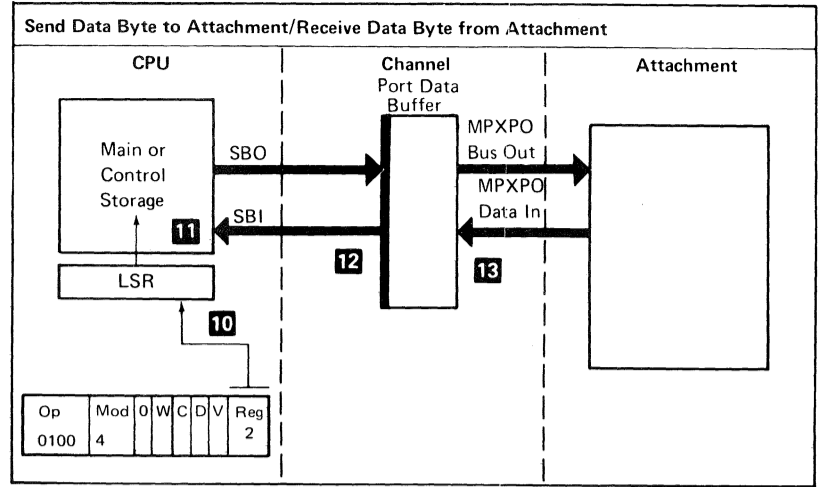 Send Data Byte to Attachment/Receive Data Byte from Attachment
CPU
Channel
Attachment
Port Data
Buffer
Main or
Control
Storage
SBO
SBI
MPXPO
Bus Out
MPXPO
Data In
11
12
13
LSR
10
Op Mod 0 W C D V Reg
0100 4 2